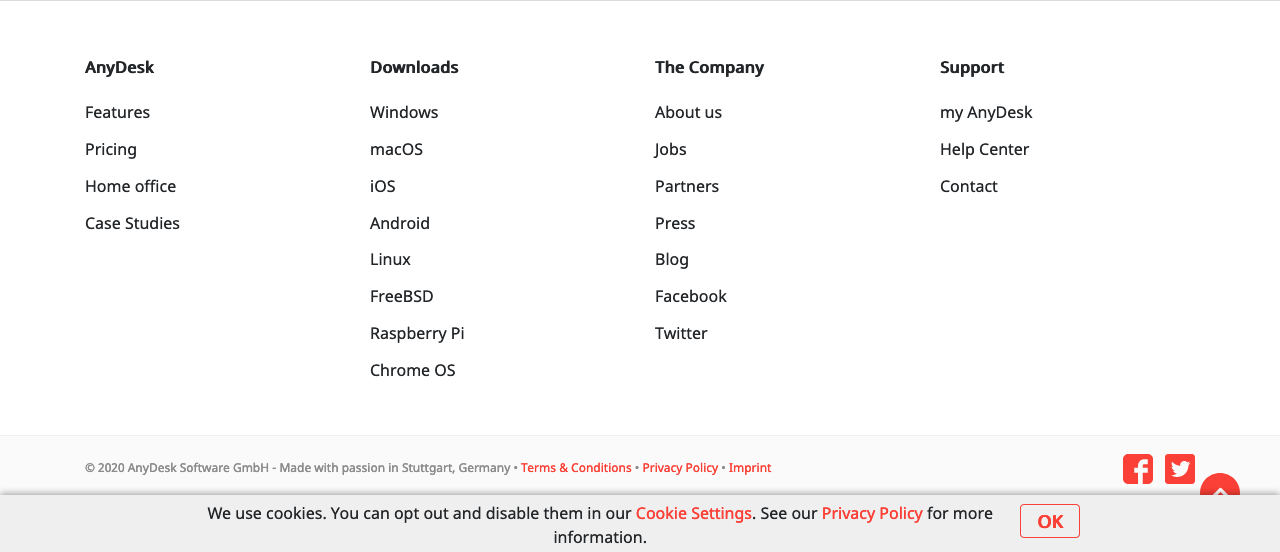 AnyDesk
Features
Pricing
Home office
Case Studies
Downloads
Windows
macOS
iOS
Android
Linux
FreeBSD
Raspberry Pi
Chrome OS
The Company
About us
Jobs
Partners
Press
Blog
Facebook
Twitter
Support
my AnyDesk
Help Center
Contact
© 2020 AnyDesk Software GmbH - Made with passion in Stuttgart, Germany • Terms & Conditions • Privacy Policy • Imprint
We use cookies. You can opt out and disable them in our Cookie Settings. See our Privacy Policy for more
information.
OK